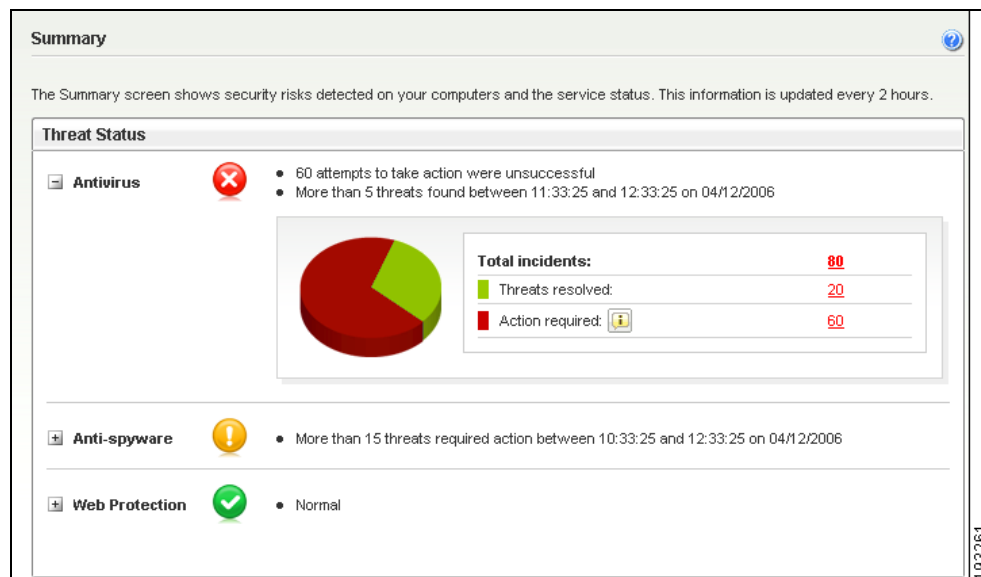 Summary
The Summary screen shows security risks detected on your computers and the service status. This information is updated every 2 hours.
Threat Status
Antivirus
60 attempts to take action were unsuccessful
More than 5 threats found between 11:33:25 and 12:33:25 on 04/12/2006
Total incidents: 80
Threats resolved: 20
Action required: 60
Anti-spyware
More than 15 threats required action between 10:33:25 and 12:33:25 on 04/12/2006
Web Protection
Normal
193261